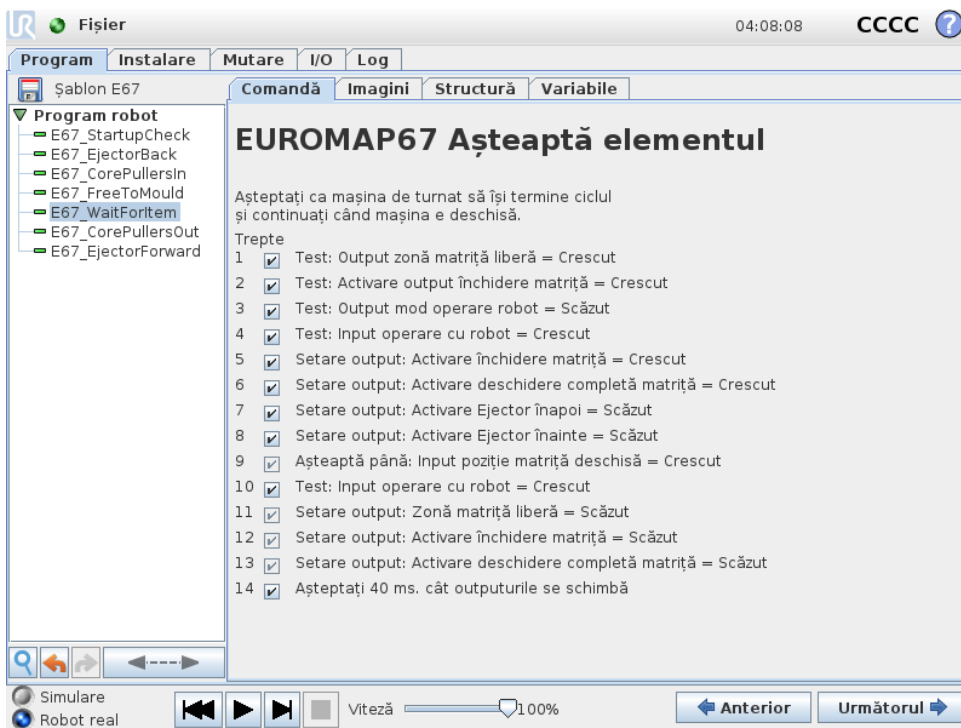 Fișier
04:08:08
CCCC
?
Program Instalare Mutare I/O Log
Șablon E67
Comandă Imagini Structură Variabile
Program robot
E67_StartupCheck
E67_EjectorBack
E67_CorePullersIn
E67_FreeToMould
E67_WaitForItem
E67_CorePullersOut
E67_EjectorForward
EUROMAP67 Așteaptă elementul
Așteptați ca mașina de turnat să își termine ciclul
și continuați când mașina e deschisă.
Trepte
1 Test: Output zonă matriță liberă = Crescut
2 Test: Activare output închidere matriță = Crescut
3 Test: Output mod operare robot = Scăzut
4 Test: Input operare cu robot = Crescut
5 Setare output: Activare închidere matriță = Crescut
6 Setare output: Activare deschidere completă matriță = Crescut
7 Setare output: Activare Ejector înapoi = Scăzut
8 Setare output: Activare Ejector înainte = Scăzut
9 Așteaptă până: Input poziție matriță deschisă = Crescut
10 Test: Input operare cu robot = Crescut
11 Setare output: Zonă matriță liberă = Scăzut
12 Setare output: Activare închidere matriță = Scăzut
13 Setare output: Activare deschidere completă matriță = Scăzut
14 Așteptați 40 ms. cât outputurile se schimbă
Simulare
Robot real
Viteză 100%
Anterior
Următorul